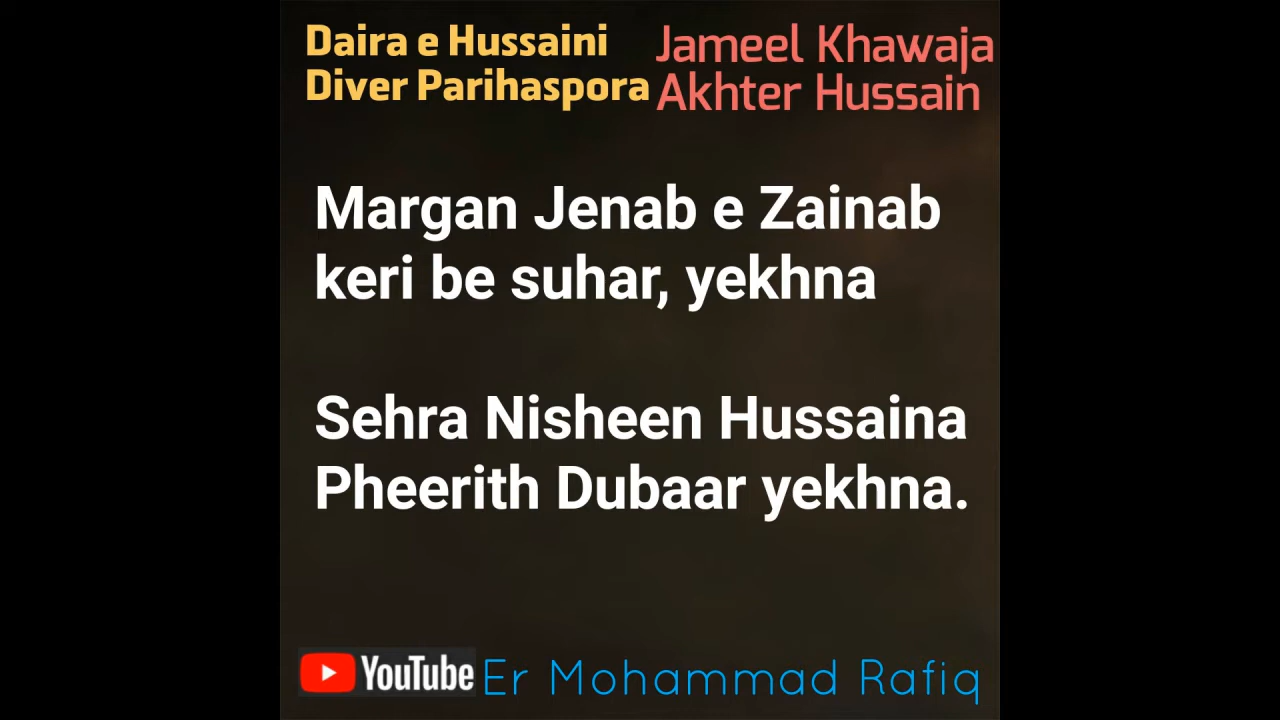 Daira e Hussaini
Diver Parihaspora
Jameel Khawaja
Akhter Hussain
Margan Jenab e Zainab
keri be suhar, yekhna
Sehra Nisheen Hussaina
Pheerith Dubaar yekhna.
YouTube Er Mohammad Rafiq